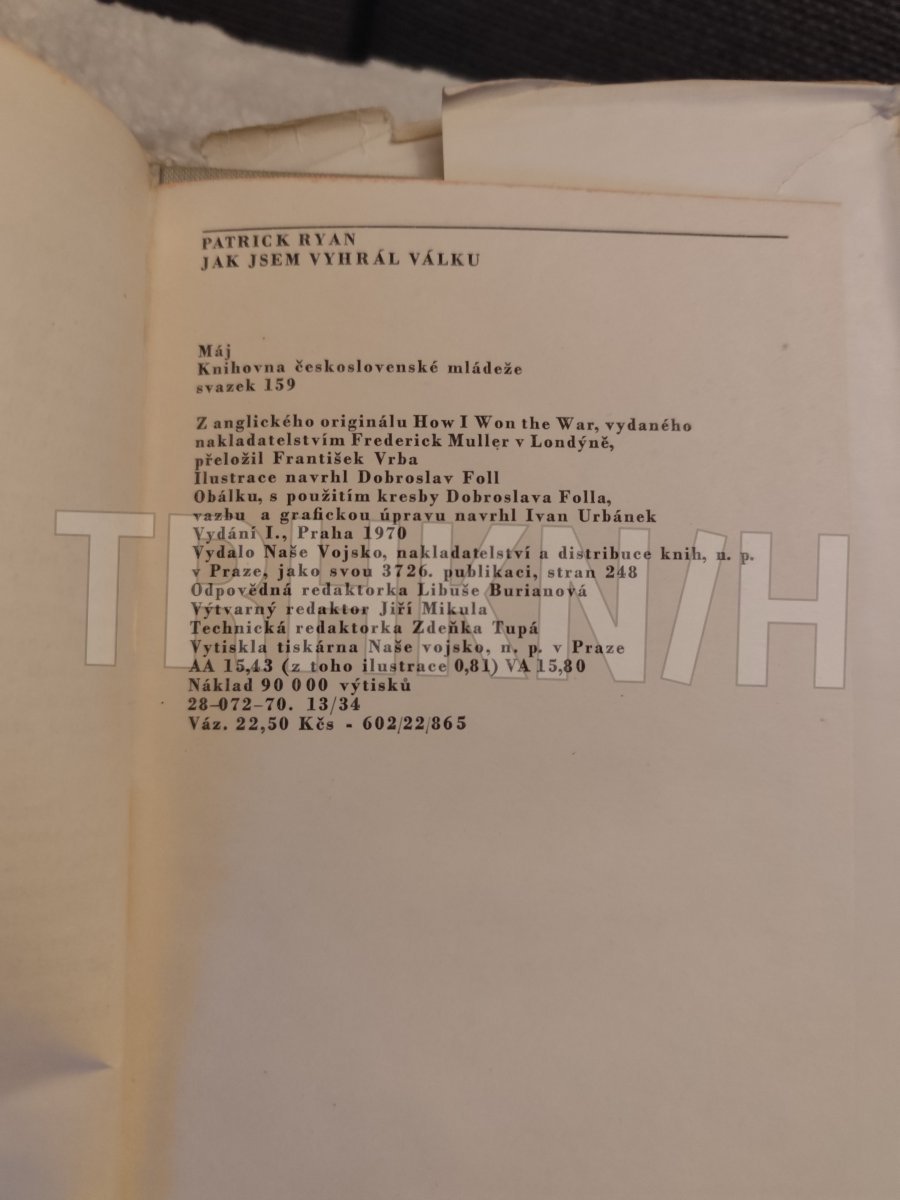 PATRICK RYAN
JAK JSEM VYHRÁL VÁLKU
Máj
Knihovna československé mládeže
svazek 159
Z anglického originálu How I Won the War, vydaného
nakladatelstvím Frederick Muller v Londýně,
přeložil František Vrba
Ilustrace navrhl Dobroslav Foll
Obálku, s použitím kresby Dobroslava Folla,
vazbu a grafickou úpravu navrhl Ivan Urbánek
Vydání I., Praha 1970
Vydalo Naše Vojsko, nakladatelství a distribuce knih, n. p.
v Praze, jako svou 3726. publikaci, stran 248
Odpovědná redaktorka Libuše Burianová
Výtvarný redaktor Jiří Mikula
Technická redaktorka Zdeňka Tupá
Vytiskla tiskárna Naše vojsko, n. p. v Praze
AA 15,43 (z toho ilustrace 0,81) VA 15,80
Náklad 90 000 výtisků
28-072-70. 13/34
Váz. 22,50 Kčs - 602/22/865